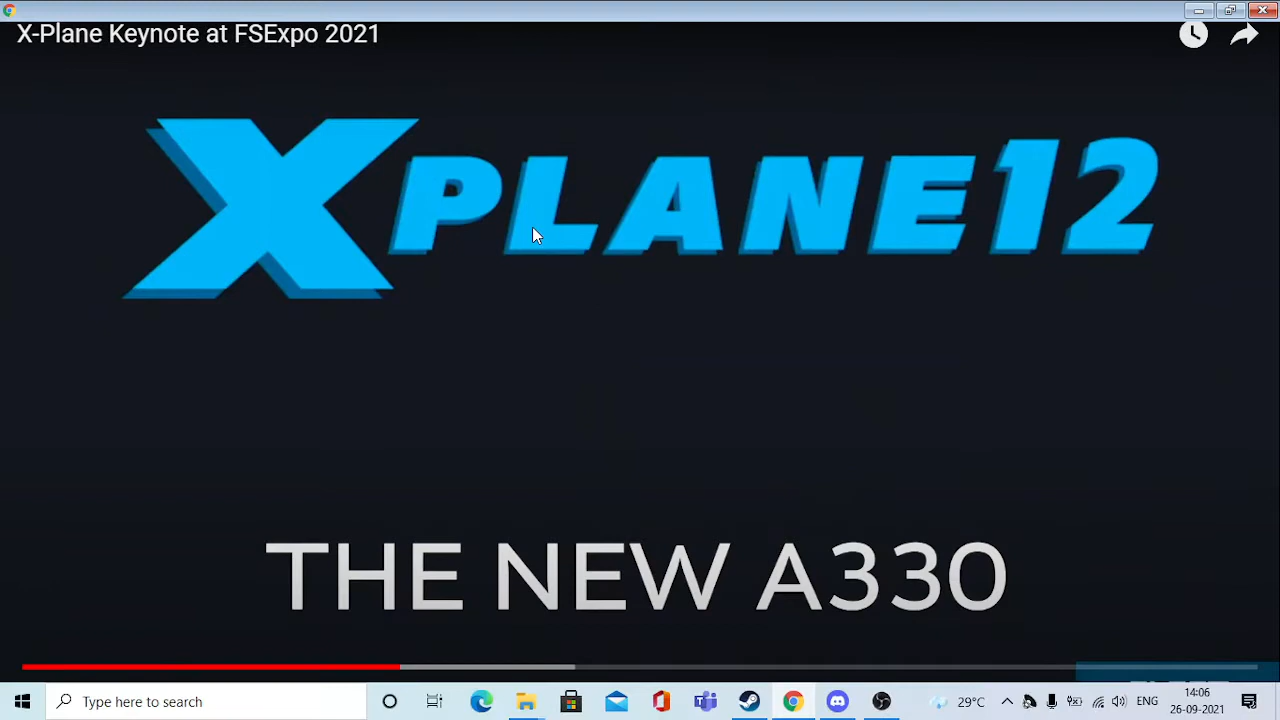 X-Plane Keynote at FSExpo 2021
XPLANE12
THE NEW A330
Type here to search
29°C
ENG
14:06
26-09-2021